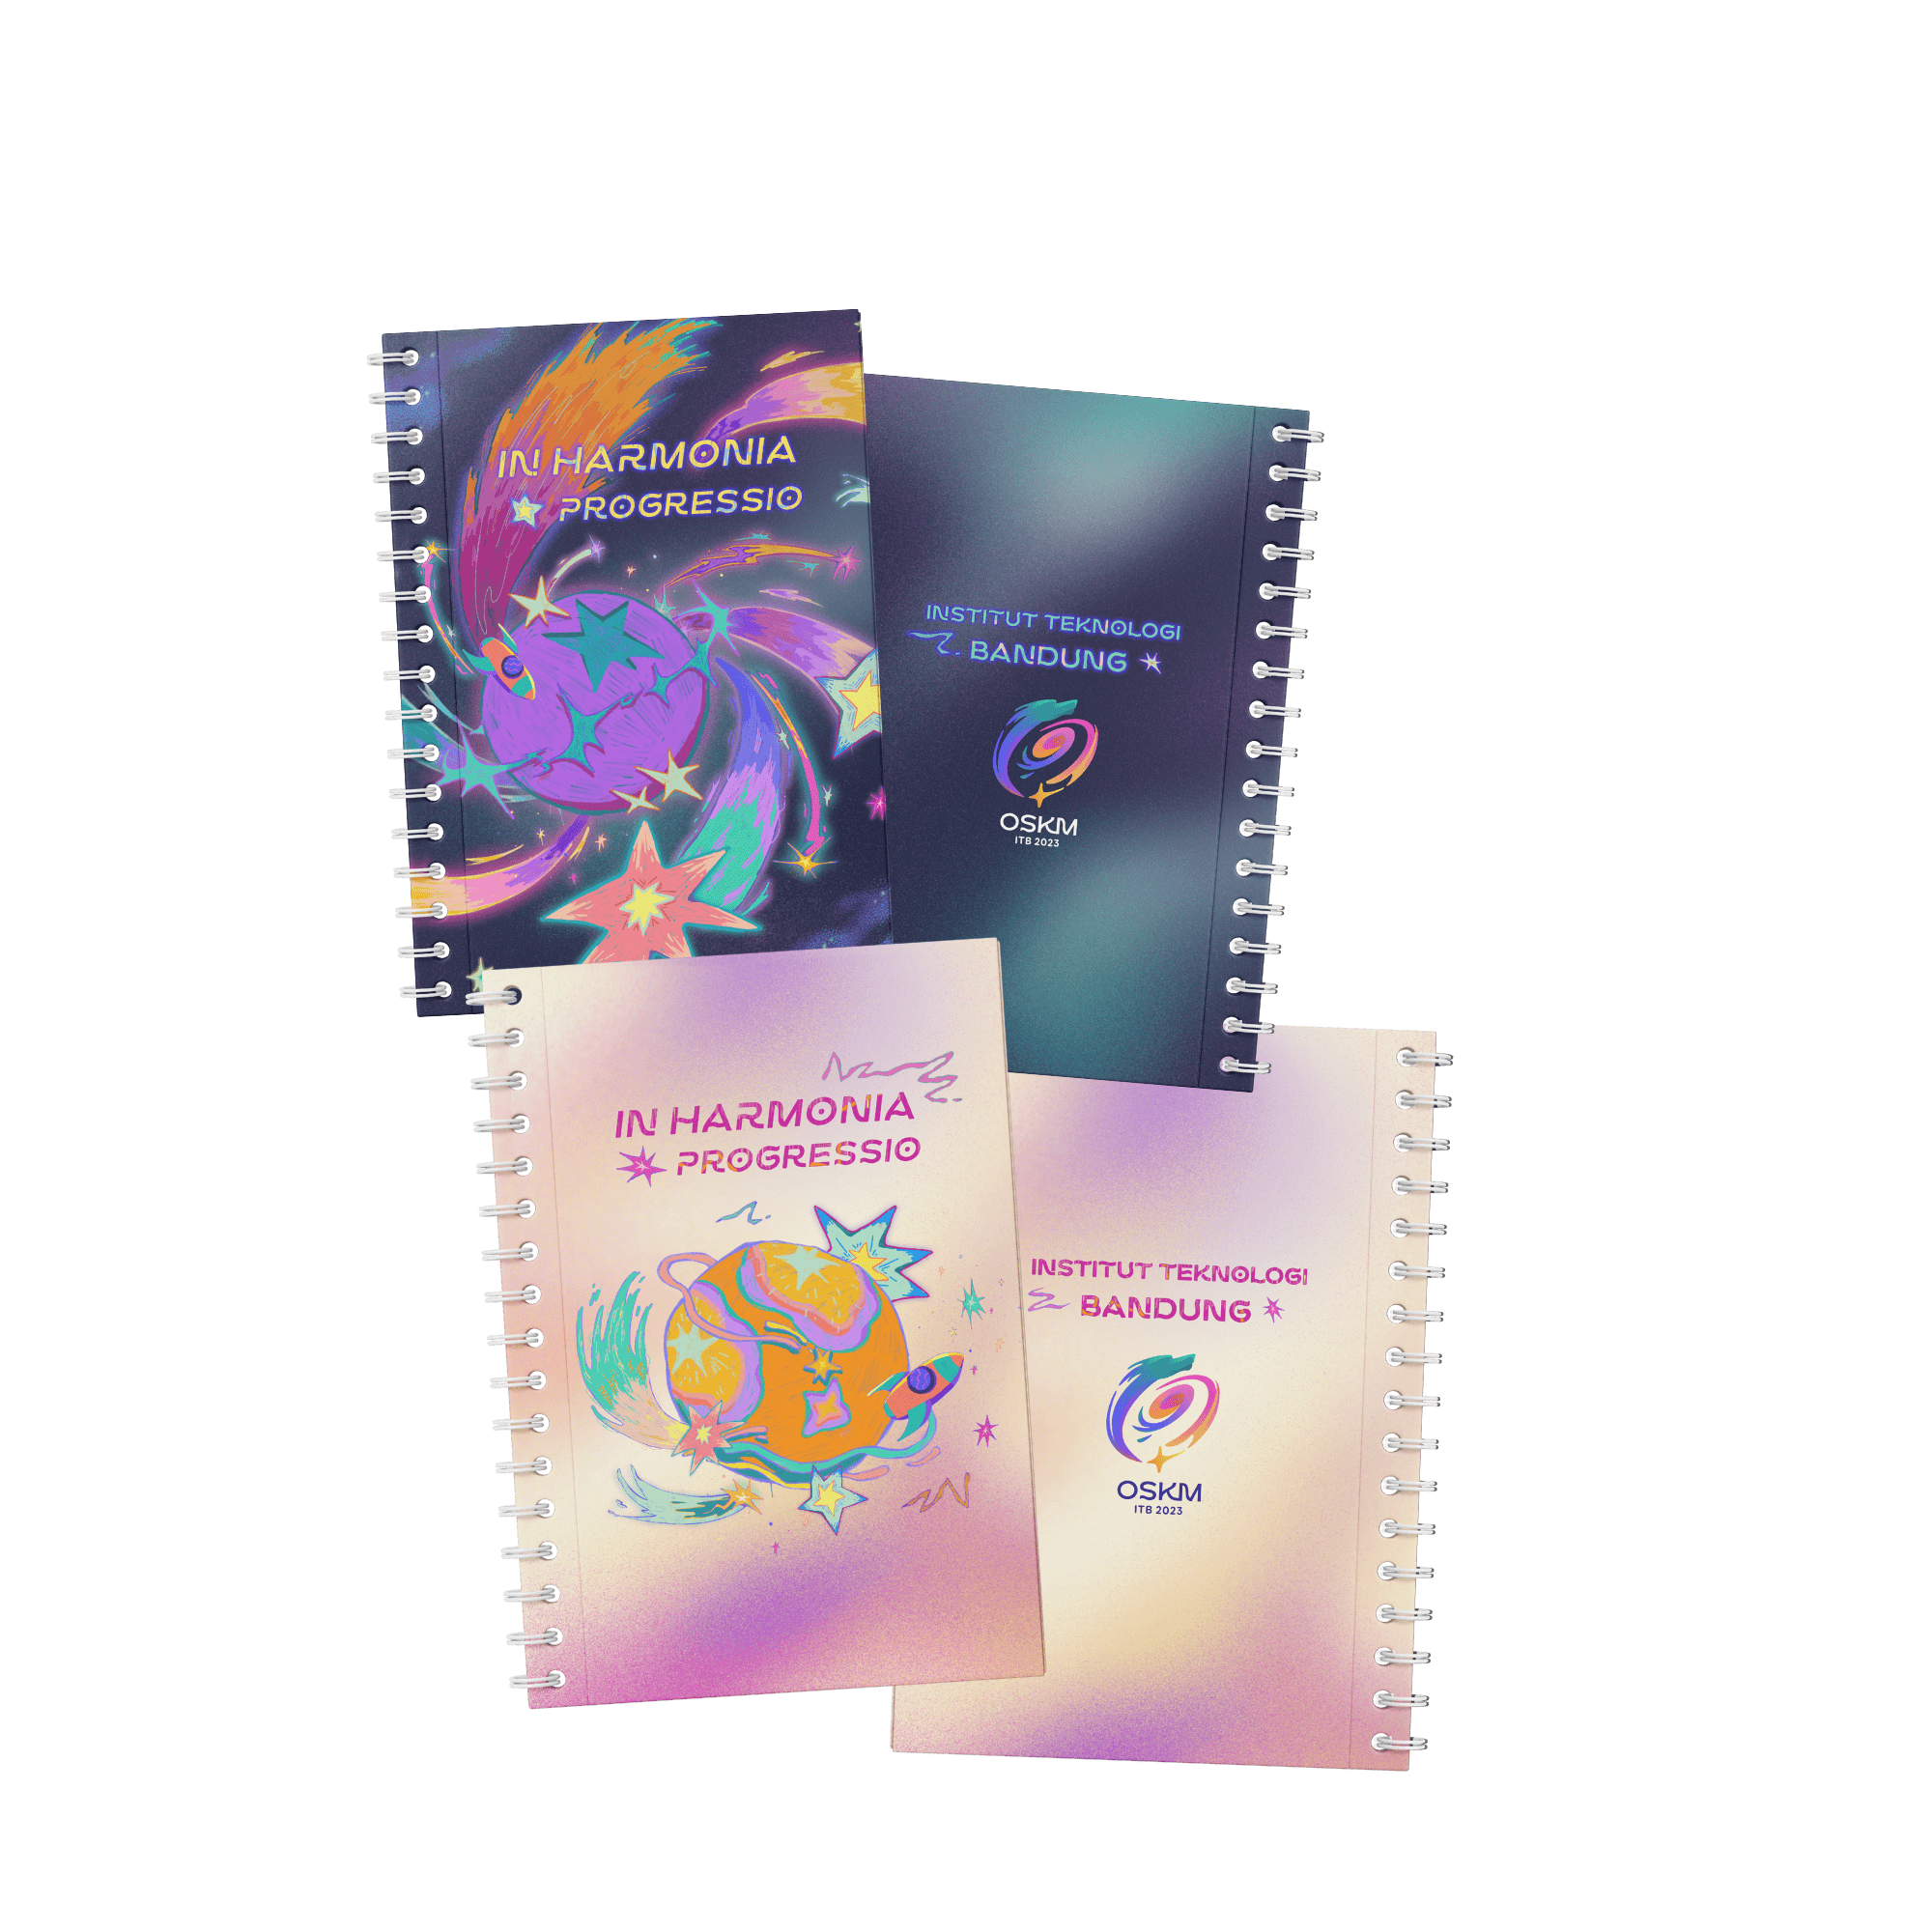 IN HARMONIA
PROGRESSIO
INSTITUT TEKNOLOGI
BANDUNG
OSKM
ITB 2023
IN HARMONIA
PROGRESSIO
INSTITUT TEKNOLOGI
BANDUNG
OSKM
ITB 2023